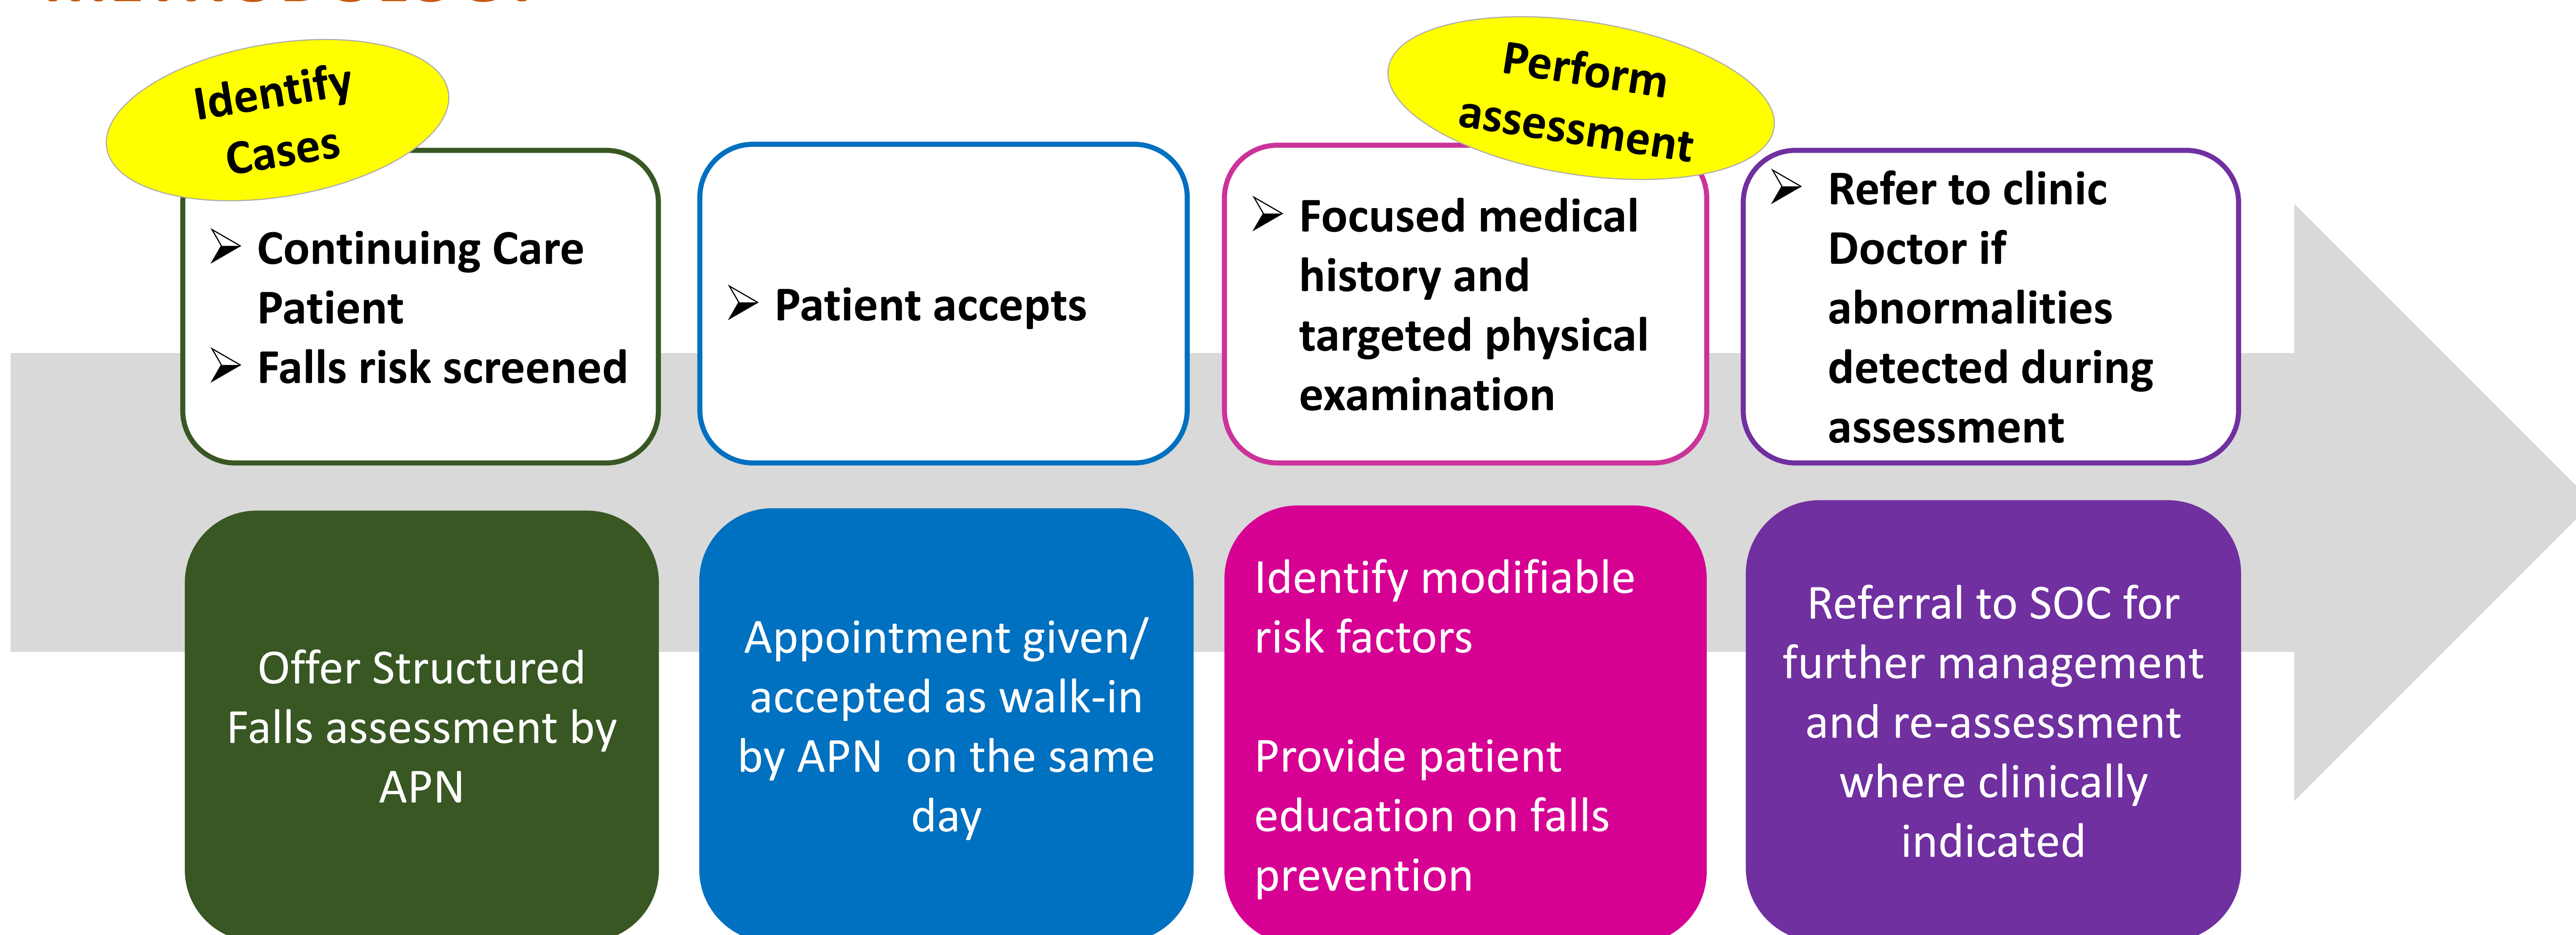 Identify
Cases
➢ Continuing Care
Patient
➢ Falls risk screened
Offer Structured
Falls assessment by
APN
➢ Patient accepts
Appointment given/
accepted as walk-in
by APN on the same
day
Perform
assessment
➢ Focused medical
history and
targeted physical
examination
Identify modifiable
risk factors
Provide patient
education on falls
prevention
➢ Refer to clinic
Doctor if
abnormalities
detected during
assessment
Referral to SOC for
further management
and re-assessment
where clinically
indicated